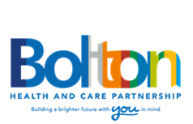 Bolton
HEALTH AND CARE PARTNERSHIP
Building a brighter future with you in mind